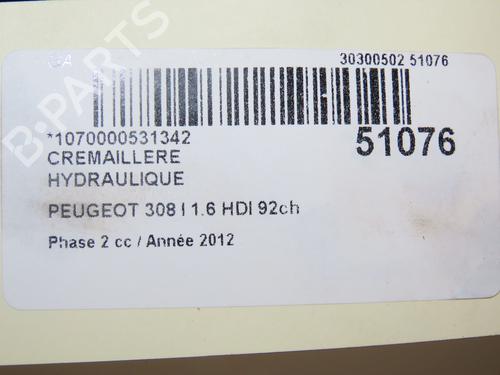 30300502 51076
*1070000531342
51076
CREMAILLERE
HYDRAULIQUE
PEUGEOT 308 I 1.6 HDI 92ch
Phase 2 cc / Année 2012
B-PARTS